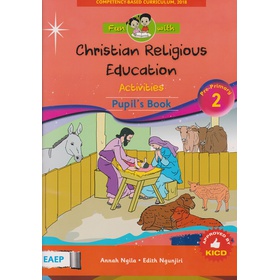 COMPETENCY-BASED CURRICULUM, 2018
Fun with
Christian Religious
Education
Activities
Pupil's Book
Pre-Primary
2
Annah Ngila • Edith Ngunjiri
EAEP
APPROVED BY
KICD